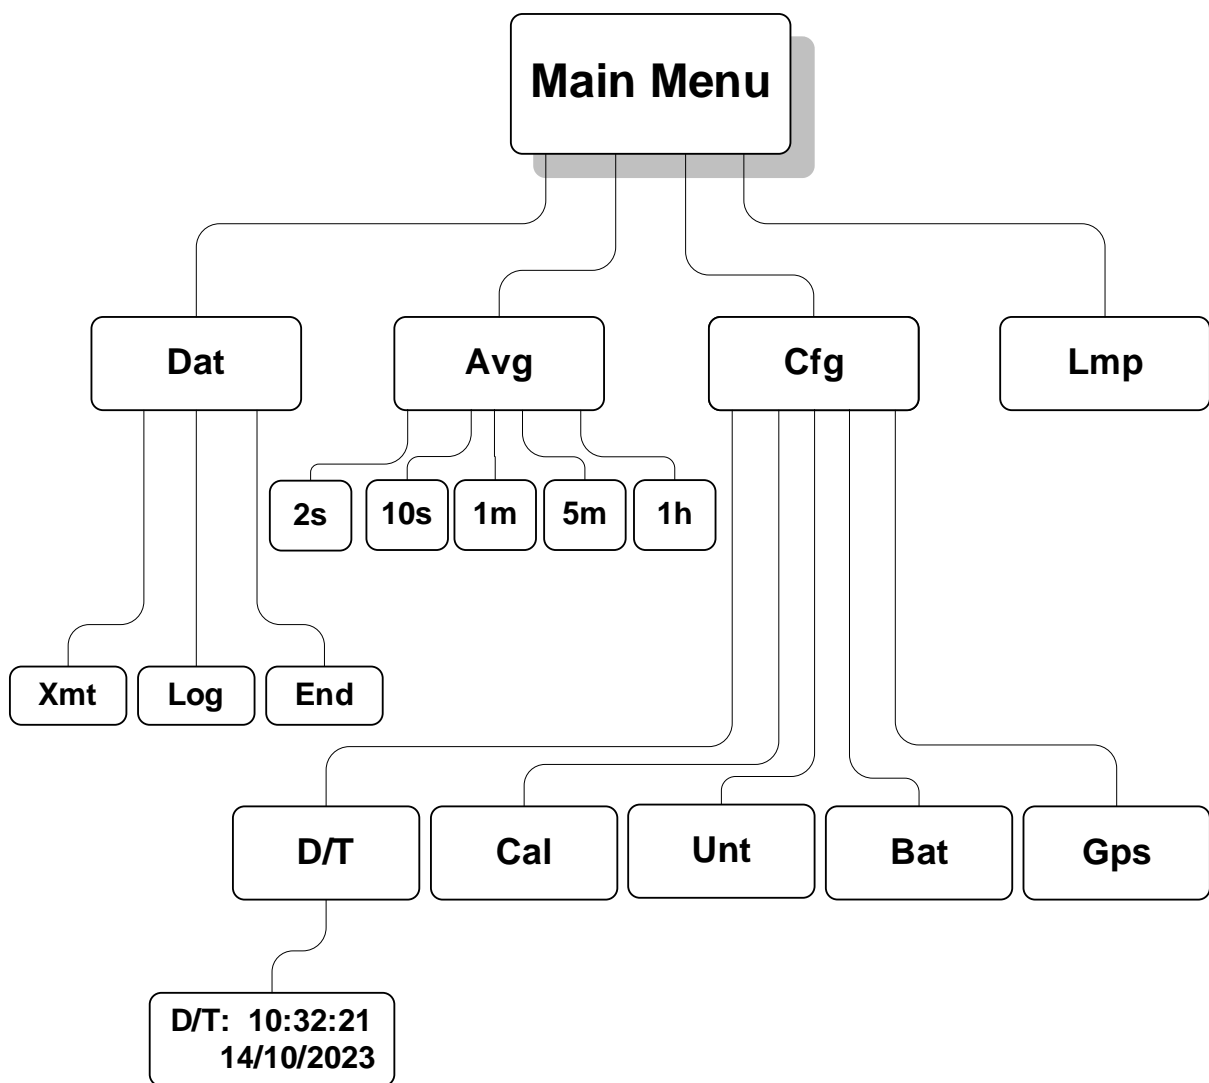 Main Menu
Dat
Avg
Cfg
Lmp
2s
10s
1m
5m
1h
Xmt
Log
End
D/T
Cal
Unt
Bat
Gps
D/T: 10:32:21
14/10/2023